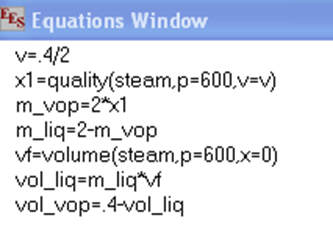 EES Equations Window
v=.4/2
x1=quality(steam,p=600,v=v)
m_vop=2*x1
m_liq=2-m_vop
vf=volume(steam,p=600,x=0)
vol_liq=m_liq*vf
vol_vop=.4-vol_liq